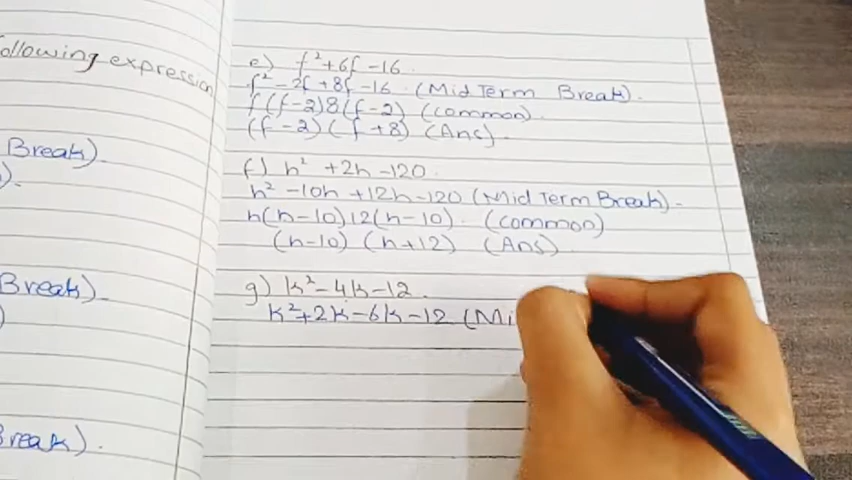 following expression
Break).
).
Break).
)
Break).
e) f² + 6f - 16.
f² - 2f + 8f - 16. (Mid Term Break).
f(f-2)8(f-2) (common).
(f-2)(f+8) (Ans).
f) h² + 2h - 120.
h² - 10h + 12h - 120 (Mid Term Break).
h(h-10)12(h-10). (common)
(h-10) (h+12) (Ans).
g) k² - 4k - 12.
k² + 2k - 6k - 12 (Mi